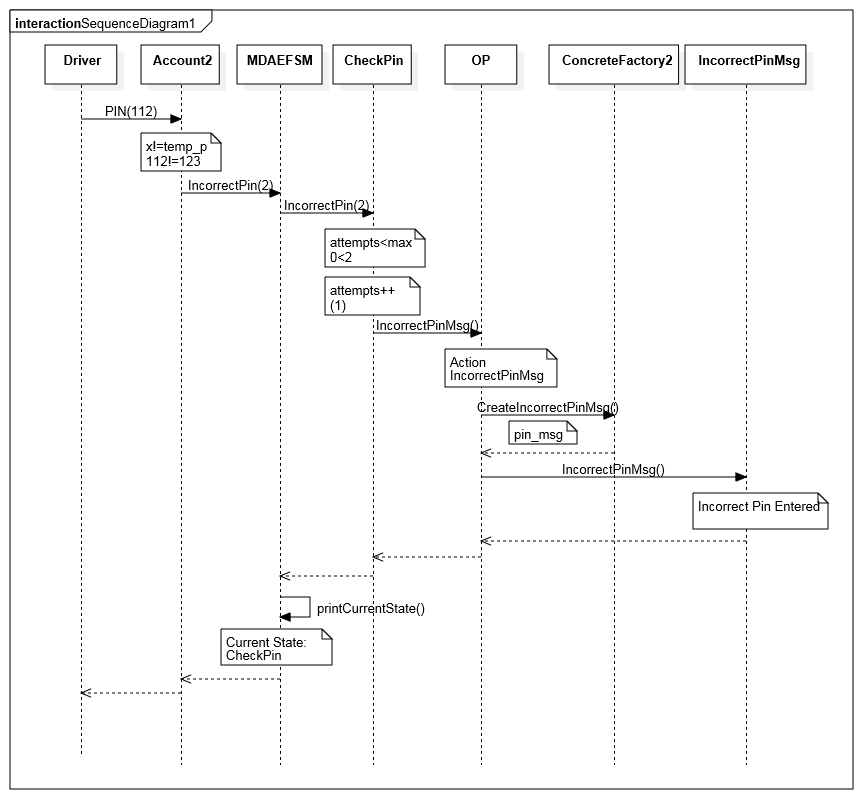 interactionSequenceDiagram1
Driver
Account2
MDAEFSM
CheckPin
OP
ConcreteFactory2
IncorrectPinMsg
PIN(112)
x!=temp_p
112!=123
IncorrectPin(2)
IncorrectPin(2)
attempts<max
0<2
attempts++
(1)
IncorrectPinMsg()
Action
IncorrectPinMsg
CreateIncorrectPinMsg()
pin_msg
IncorrectPinMsg()
Incorrect Pin Entered
printCurrentState()
Current State:
CheckPin